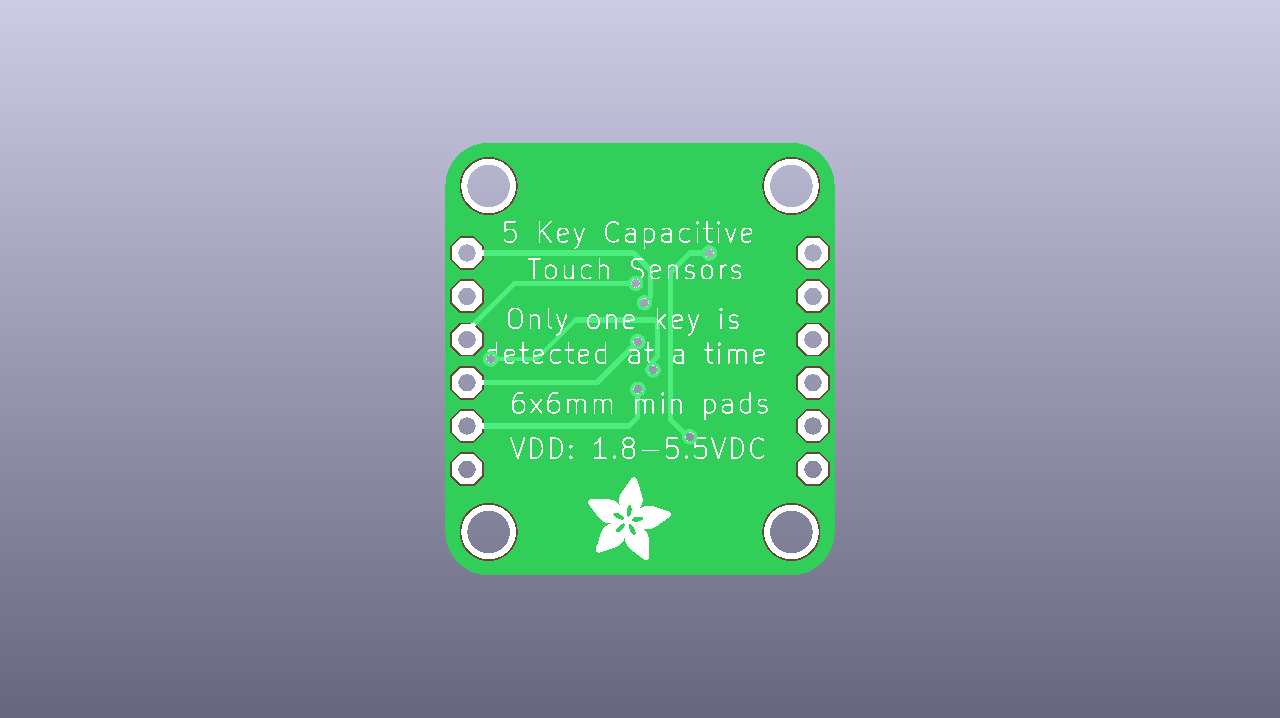 5 Key Capacitive
Touch Sensors
Only one key is
detected at a time
6x6mm min pads
VDD: 1.8-5.5VDC